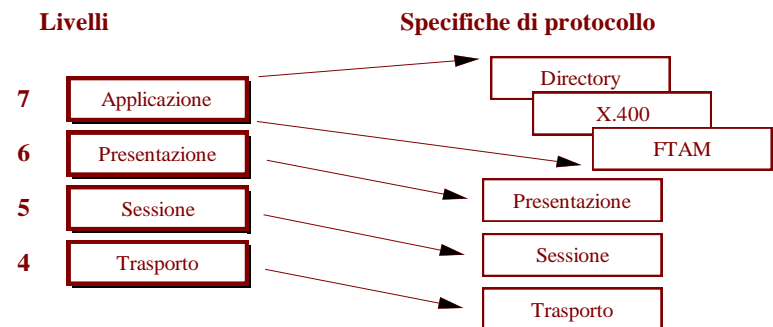 Livelli Specifiche di protocollo
Directory
7 Applicazione
X.400
FTAM
6 Presentazione
Presentazione
5 Sessione
Sessione
4 Trasporto
Trasporto